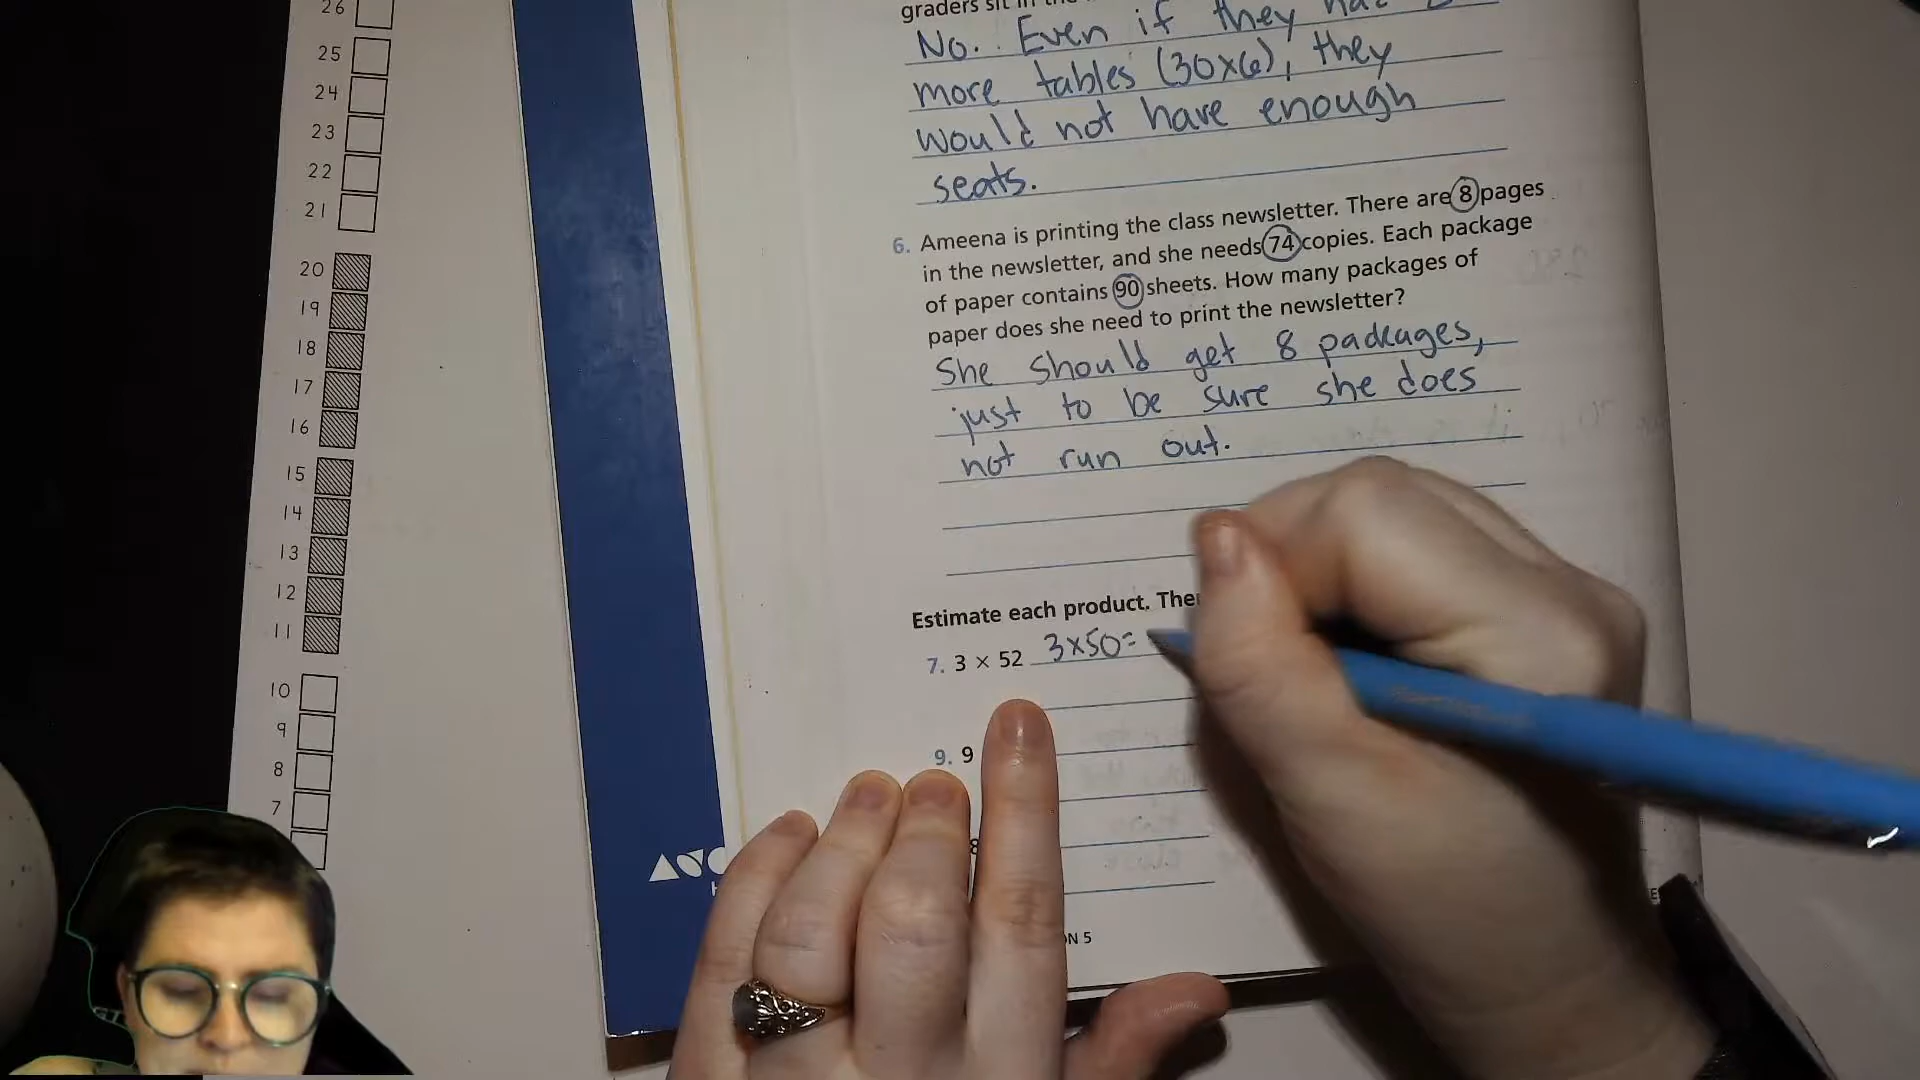 26
25
24
23
22
21
20
19
18
17
16
15
14
13
12
11
10
9
8
7
graders sit in the
No. Even if they
more tables (30x6), they
would not have enough
seats.
6. Ameena is printing the class newsletter. There are 8 pages
in the newsletter, and she needs 74 copies. Each package
of paper contains 90 sheets. How many packages of
paper does she need to print the newsletter?
She should get 8 packages,
just to be sure she does
not run out.
Estimate each product.
7. 3 × 52 3x50=
9. 9
8
N 5